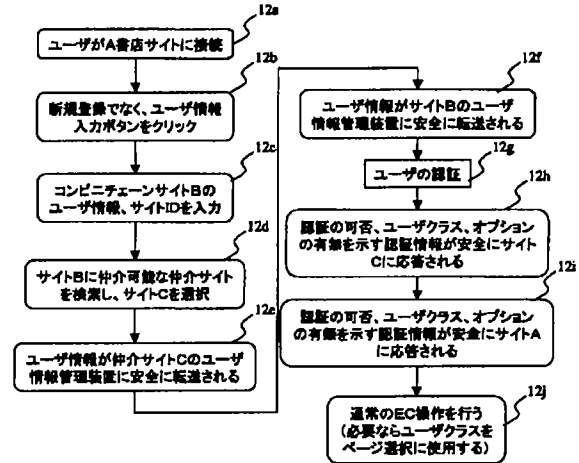 12a
ユーザがA書店サイトに接続
12b
新規登録でなく、ユーザ情報
入力ボタンをクリック
12c
コンビニチェーンサイトBの
ユーザ情報、サイトIDを入力
12d
サイトBに仲介可能な仲介サイト
を検索し、サイトCを選択
12e
ユーザ情報が仲介サイトCのユーザ
情報管理装置に安全に転送される
12f
ユーザ情報がサイトBのユーザ
情報管理装置に安全に転送される
12g
ユーザの認証
12h
認証の可否、ユーザクラス、オプション
の有無を示す認証情報が安全にサイト
Cに応答される
12i
認証の可否、ユーザクラス、オプション
の有無を示す認証情報が安全にサイトA
に応答される
12j
通常のEC操作を行う
(必要ならユーザクラスを
ページ選択に使用する)